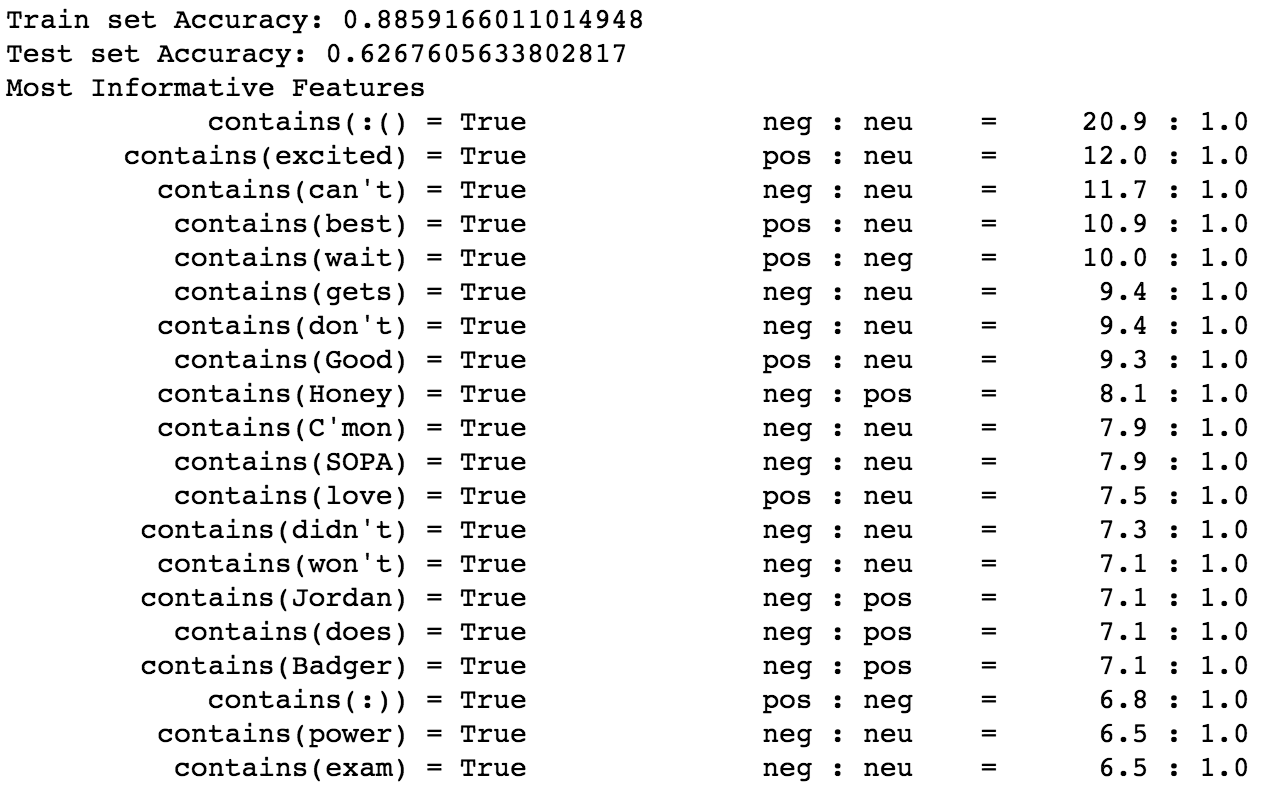 Train set Accuracy: 0.8859166011014948
Test set Accuracy: 0.6267605633802817
Most Informative Features
contains(:() = True neg : neu = 20.9 : 1.0
contains(excited) = True pos : neu = 12.0 : 1.0
contains(can't) = True neg : neu = 11.7 : 1.0
contains(best) = True pos : neu = 10.9 : 1.0
contains(wait) = True pos : neg = 10.0 : 1.0
contains(gets) = True neg : neu = 9.4 : 1.0
contains(don't) = True neg : neu = 9.4 : 1.0
contains(Good) = True pos : neu = 9.3 : 1.0
contains(Honey) = True neg : pos = 8.1 : 1.0
contains(C'mon) = True neg : neu = 7.9 : 1.0
contains(SOPA) = True neg : neu = 7.9 : 1.0
contains(love) = True pos : neu = 7.5 : 1.0
contains(didn't) = True neg : neu = 7.3 : 1.0
contains(won't) = True neg : neu = 7.1 : 1.0
contains(Jordan) = True neg : pos = 7.1 : 1.0
contains(does) = True neg : pos = 7.1 : 1.0
contains(Badger) = True neg : pos = 7.1 : 1.0
contains(:)) = True pos : neg = 6.8 : 1.0
contains(power) = True neg : neu = 6.5 : 1.0
contains(exam) = True neg : neu = 6.5 : 1.0